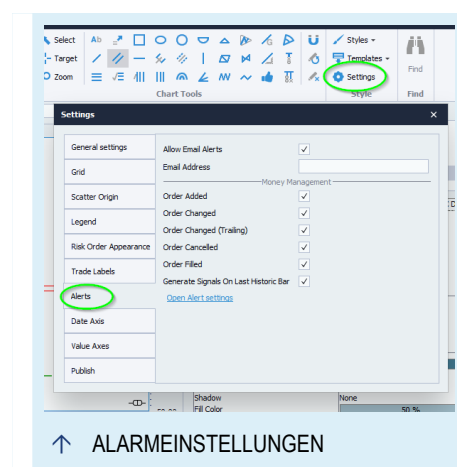 Select
Styles
Target
Templates
Zoom
Settings
Find
Chart Tools
Style
Find
Settings
×
General settings
Grid
Scatter Origin
Legend
Risk Order Appearance
Trade Labels
Alerts
Date Axis
Value Axes
Publish
Allow Email Alerts
Email Address
Money Management
Order Added
Order Changed
Order Changed (Trailing)
Order Cancelled
Order Filled
Generate Signals On Last Historic Bar
Open Alert settings
Shadow
None
Fill Color
50 %
↑ ALARMEINSTELLUNGEN